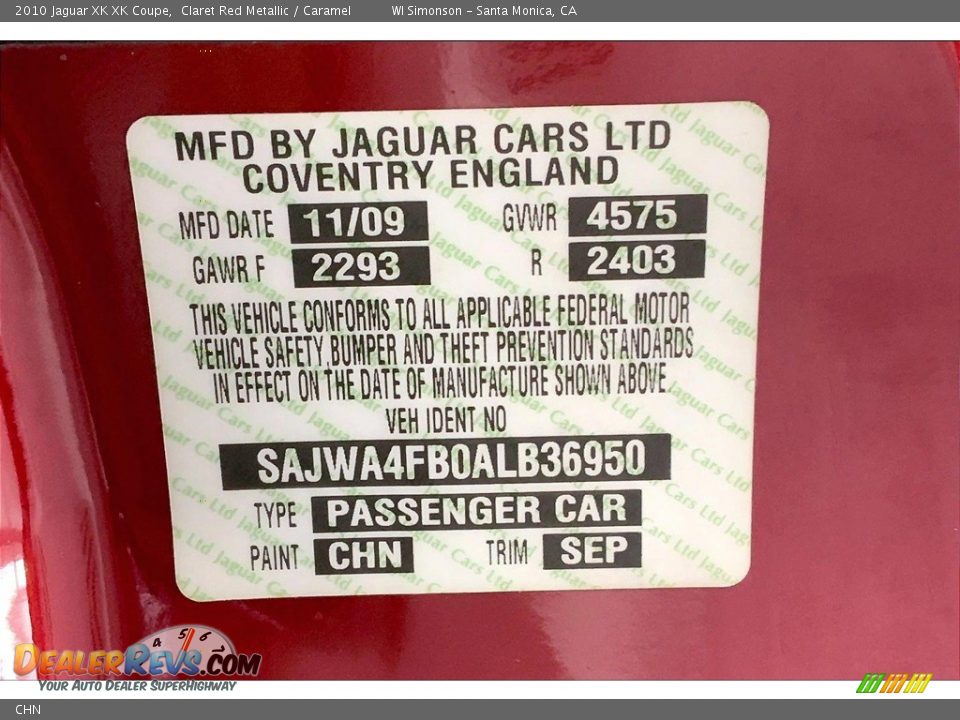 2010 Jaguar XK XK Coupe, Claret Red Metallic / Caramel WI Simonson – Santa Monica, CA
MFD BY JAGUAR CARS LTD
COVENTRY ENGLAND
MFD DATE 11/09 GVWR 4575
GAWR F 2293 R 2403
THIS VEHICLE CONFORMS TO ALL APPLICABLE FEDERAL MOTOR
VEHICLE SAFETY, BUMPER AND THEFT PREVENTION STANDARDS
IN EFFECT ON THE DATE OF MANUFACTURE SHOWN ABOVE
VEH IDENT NO
SAJWA4FB0ALB36950
TYPE PASSENGER CAR
PAINT CHN TRIM SEP
4 5 6
DealerRevs.com
Your Auto Dealer SuperHighway
CHN